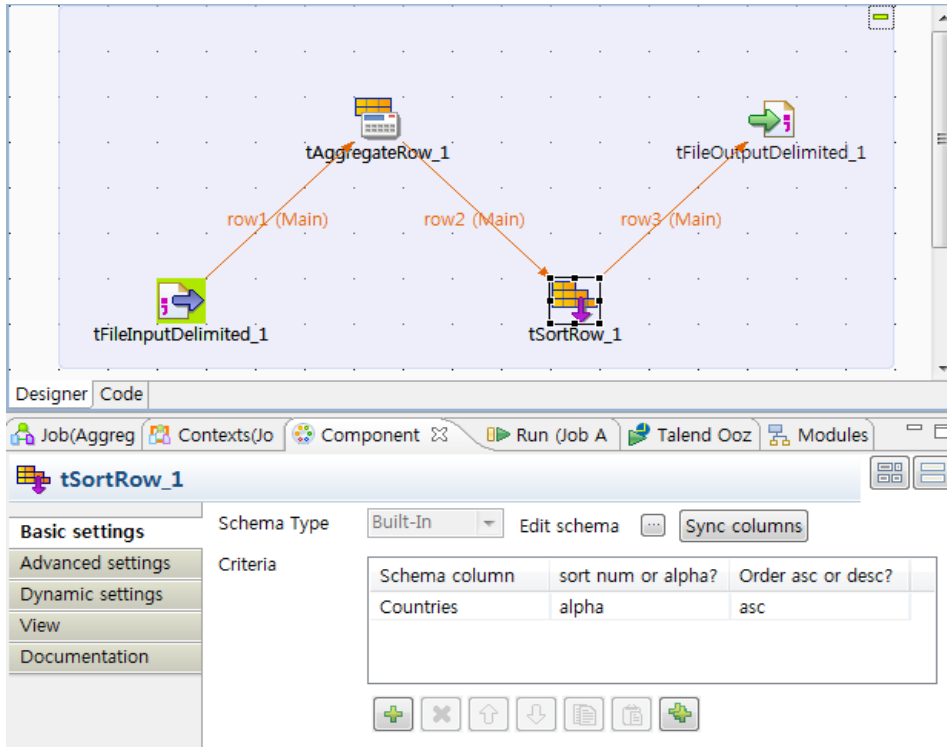 tAggregateRow_1
tFileOutputDelimited_1
row1 (Main)
row2 (Main)
row3 (Main)
tFileInputDelimited_1
tSortRow_1
Designer Code
Job(Aggreg Contexts(Jo Component Run (Job A Talend Ooz Modules
tSortRow_1
Basic settings
Advanced settings
Dynamic settings
View
Documentation
Schema Type Built-In Edit schema ... Sync columns
Criteria
Schema column sort num or alpha? Order asc or desc?
Countries alpha asc